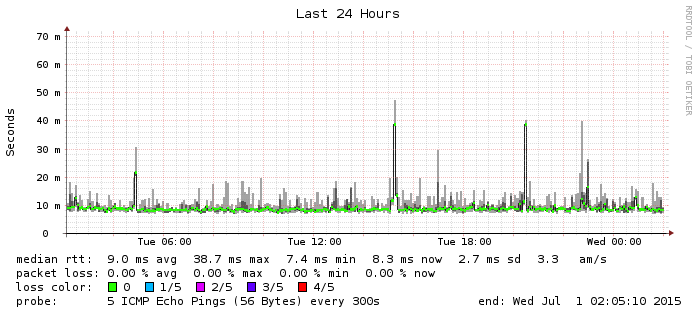 Last 24 Hours
RRDTOOL / TOBI OETIKER
Seconds
70 m
60 m
50 m
40 m
30 m
20 m
10 m
0
Tue 06:00 Tue 12:00 Tue 18:00 Wed 00:00
median rtt: 9.0 ms avg 38.7 ms max 7.4 ms min 8.3 ms now 2.7 ms sd 3.3 am/s
packet loss: 0.00 % avg 0.00 % max 0.00 % min 0.00 % now
loss color: 0 1/5 2/5 3/5 4/5
probe: 5 ICMP Echo Pings (56 Bytes) every 300s end: Wed Jul 1 02:05:10 2015